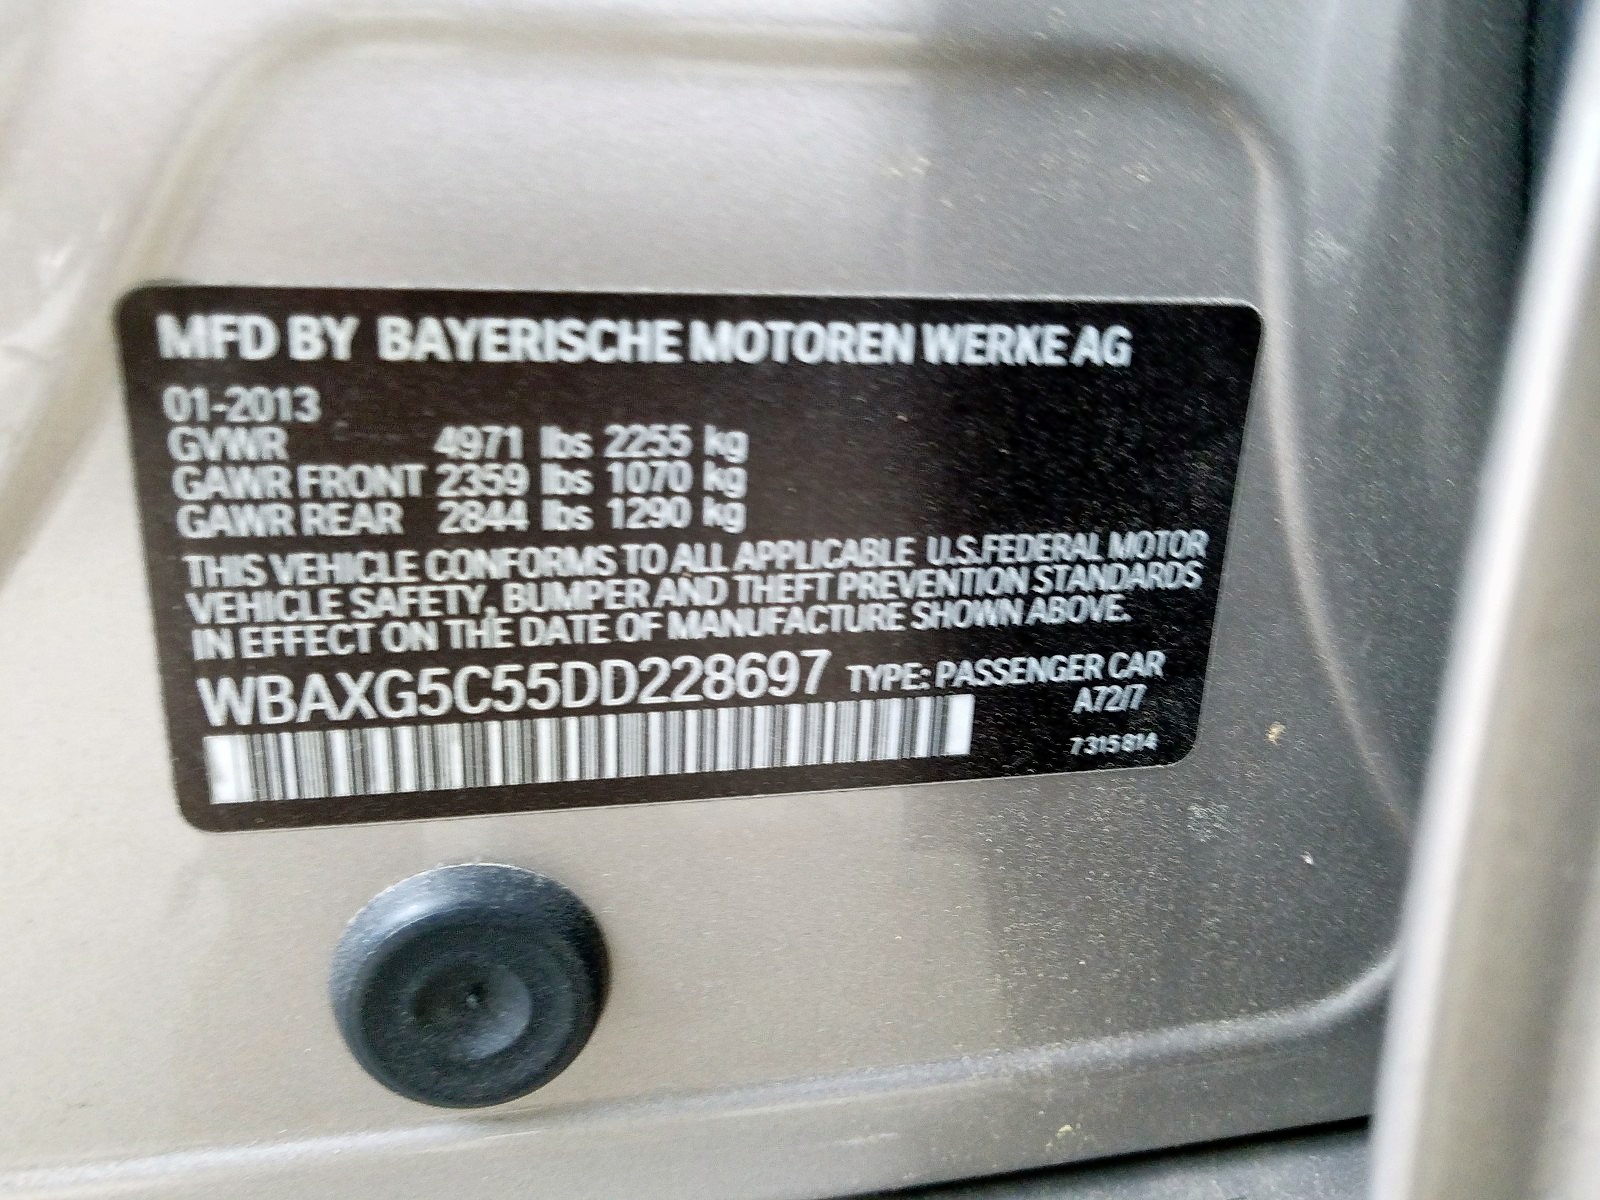 MFD BY BAYERISCHE MOTOREN WERKE AG
01-2013
GVWR 4971 lbs 2255 kg
GAWR FRONT 2359 lbs 1070 kg
GAWR REAR 2844 lbs 1290 kg
THIS VEHICLE CONFORMS TO ALL APPLICABLE U.S.FEDERAL MOTOR
VEHICLE SAFETY, BUMPER AND THEFT PREVENTION STANDARDS
IN EFFECT ON THE DATE OF MANUFACTURE SHOWN ABOVE.
WBAXG5C55DD228697 TYPE: PASSENGER CAR
A72/7
7315814